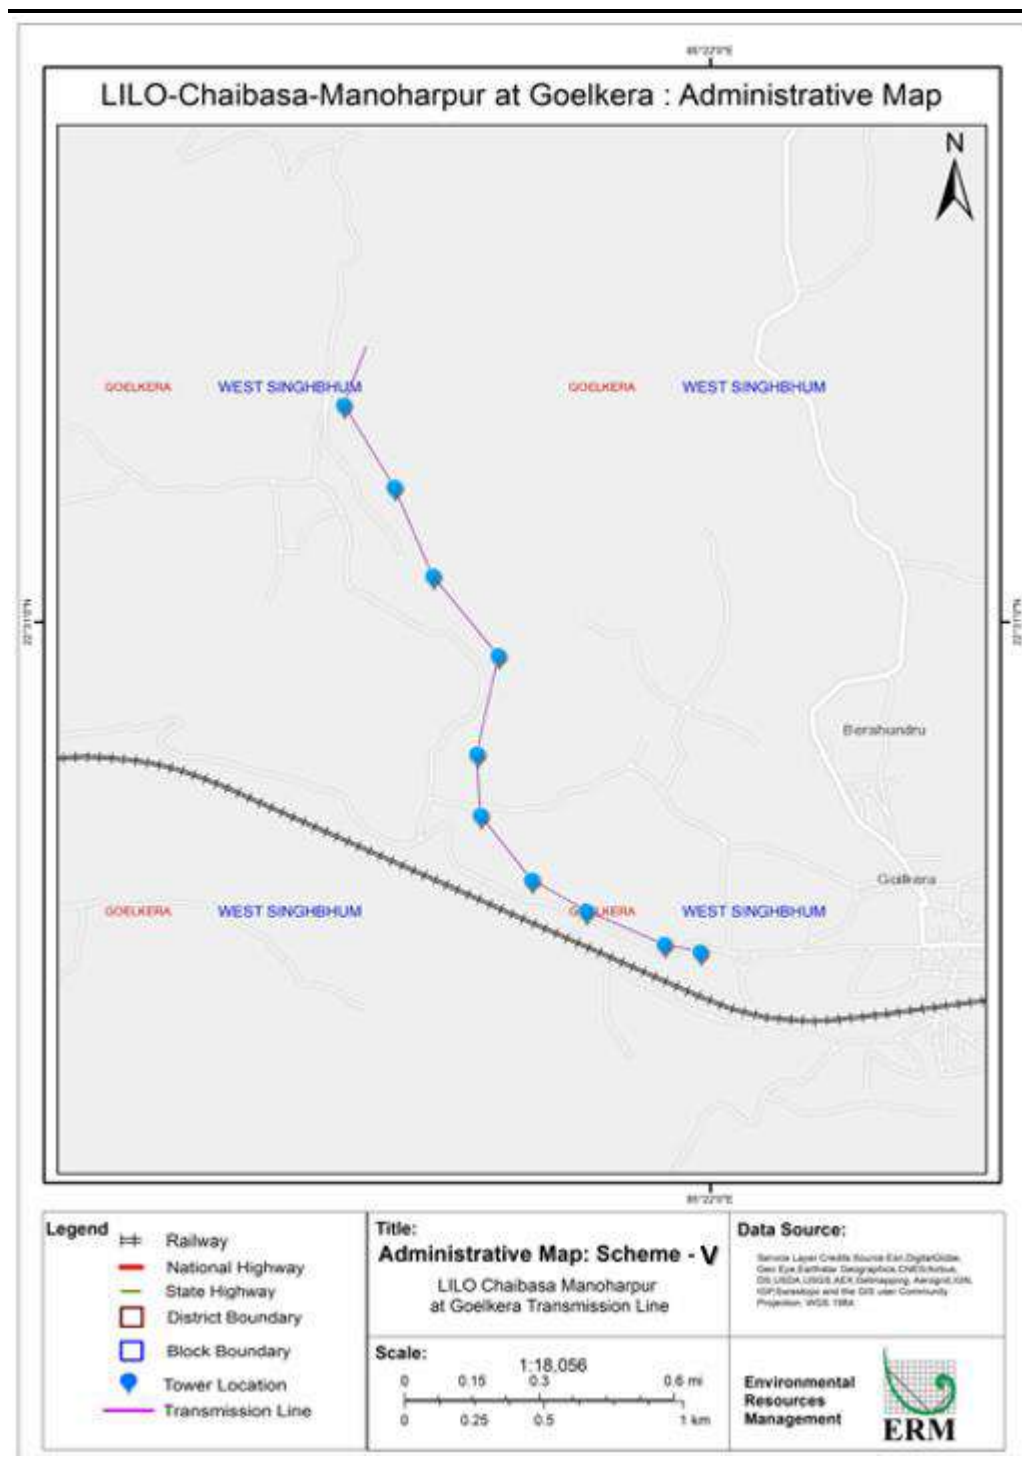 LILO-Chaibasa-Manoharpur at Goelkera : Administrative Map
N
GOELKERA WEST SINGHBHUM GOELKERA WEST SINGHBHUM
Berahundru
GOELKERA WEST SINGHBHUM WEST SINGHBHUM
Legend
Railway
National Highway
State Highway
District Boundary
Block Boundary
Tower Location
Transmission Line
Title:
Administrative Map: Scheme - V
LILO Chaibasa Manoharpur
at Goelkera Transmission Line
Scale:
1:18,056
0 0.15 0.3 0.6 mi
0 0.25 0.5 1 km
Data Source:
Environmental
Resources
Management
ERM